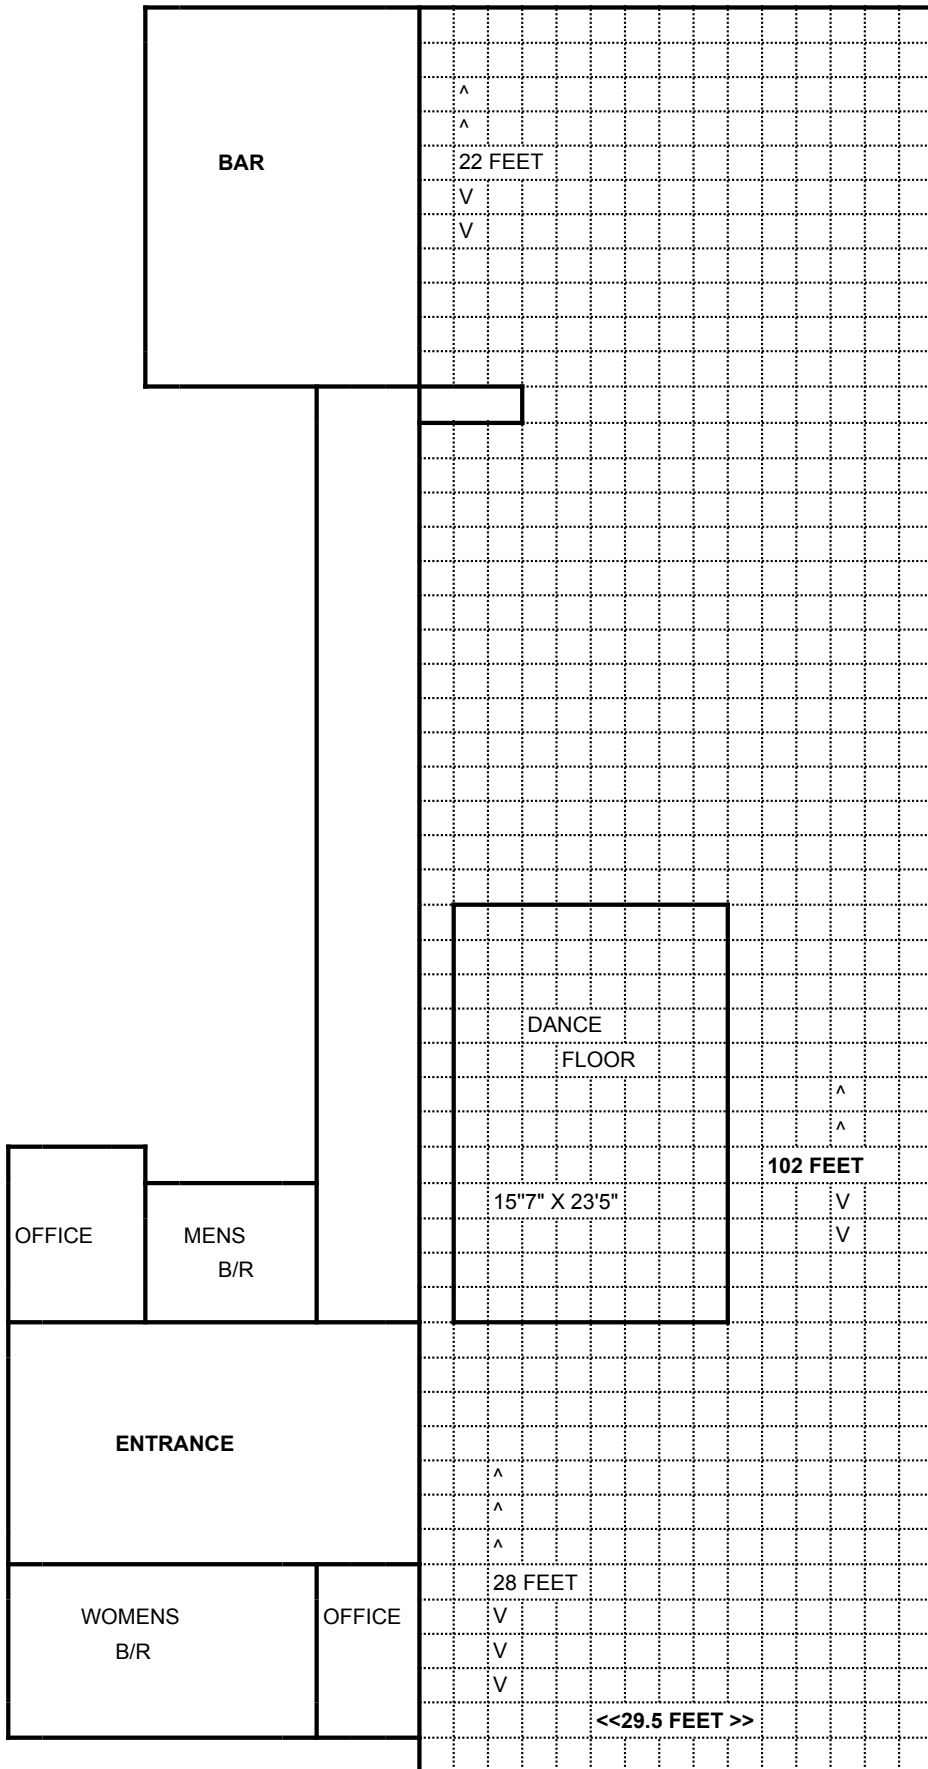 ^
^
BAR
22 FEET
V
V
DANCE
FLOOR
^
^
102 FEET
15"7" X 23'5"
V
OFFICE
MENS
V
B/R
ENTRANCE
^
^
^
28 FEET
WOMENS
OFFICE
V
B/R
V
V
<<29.5 FEET >>